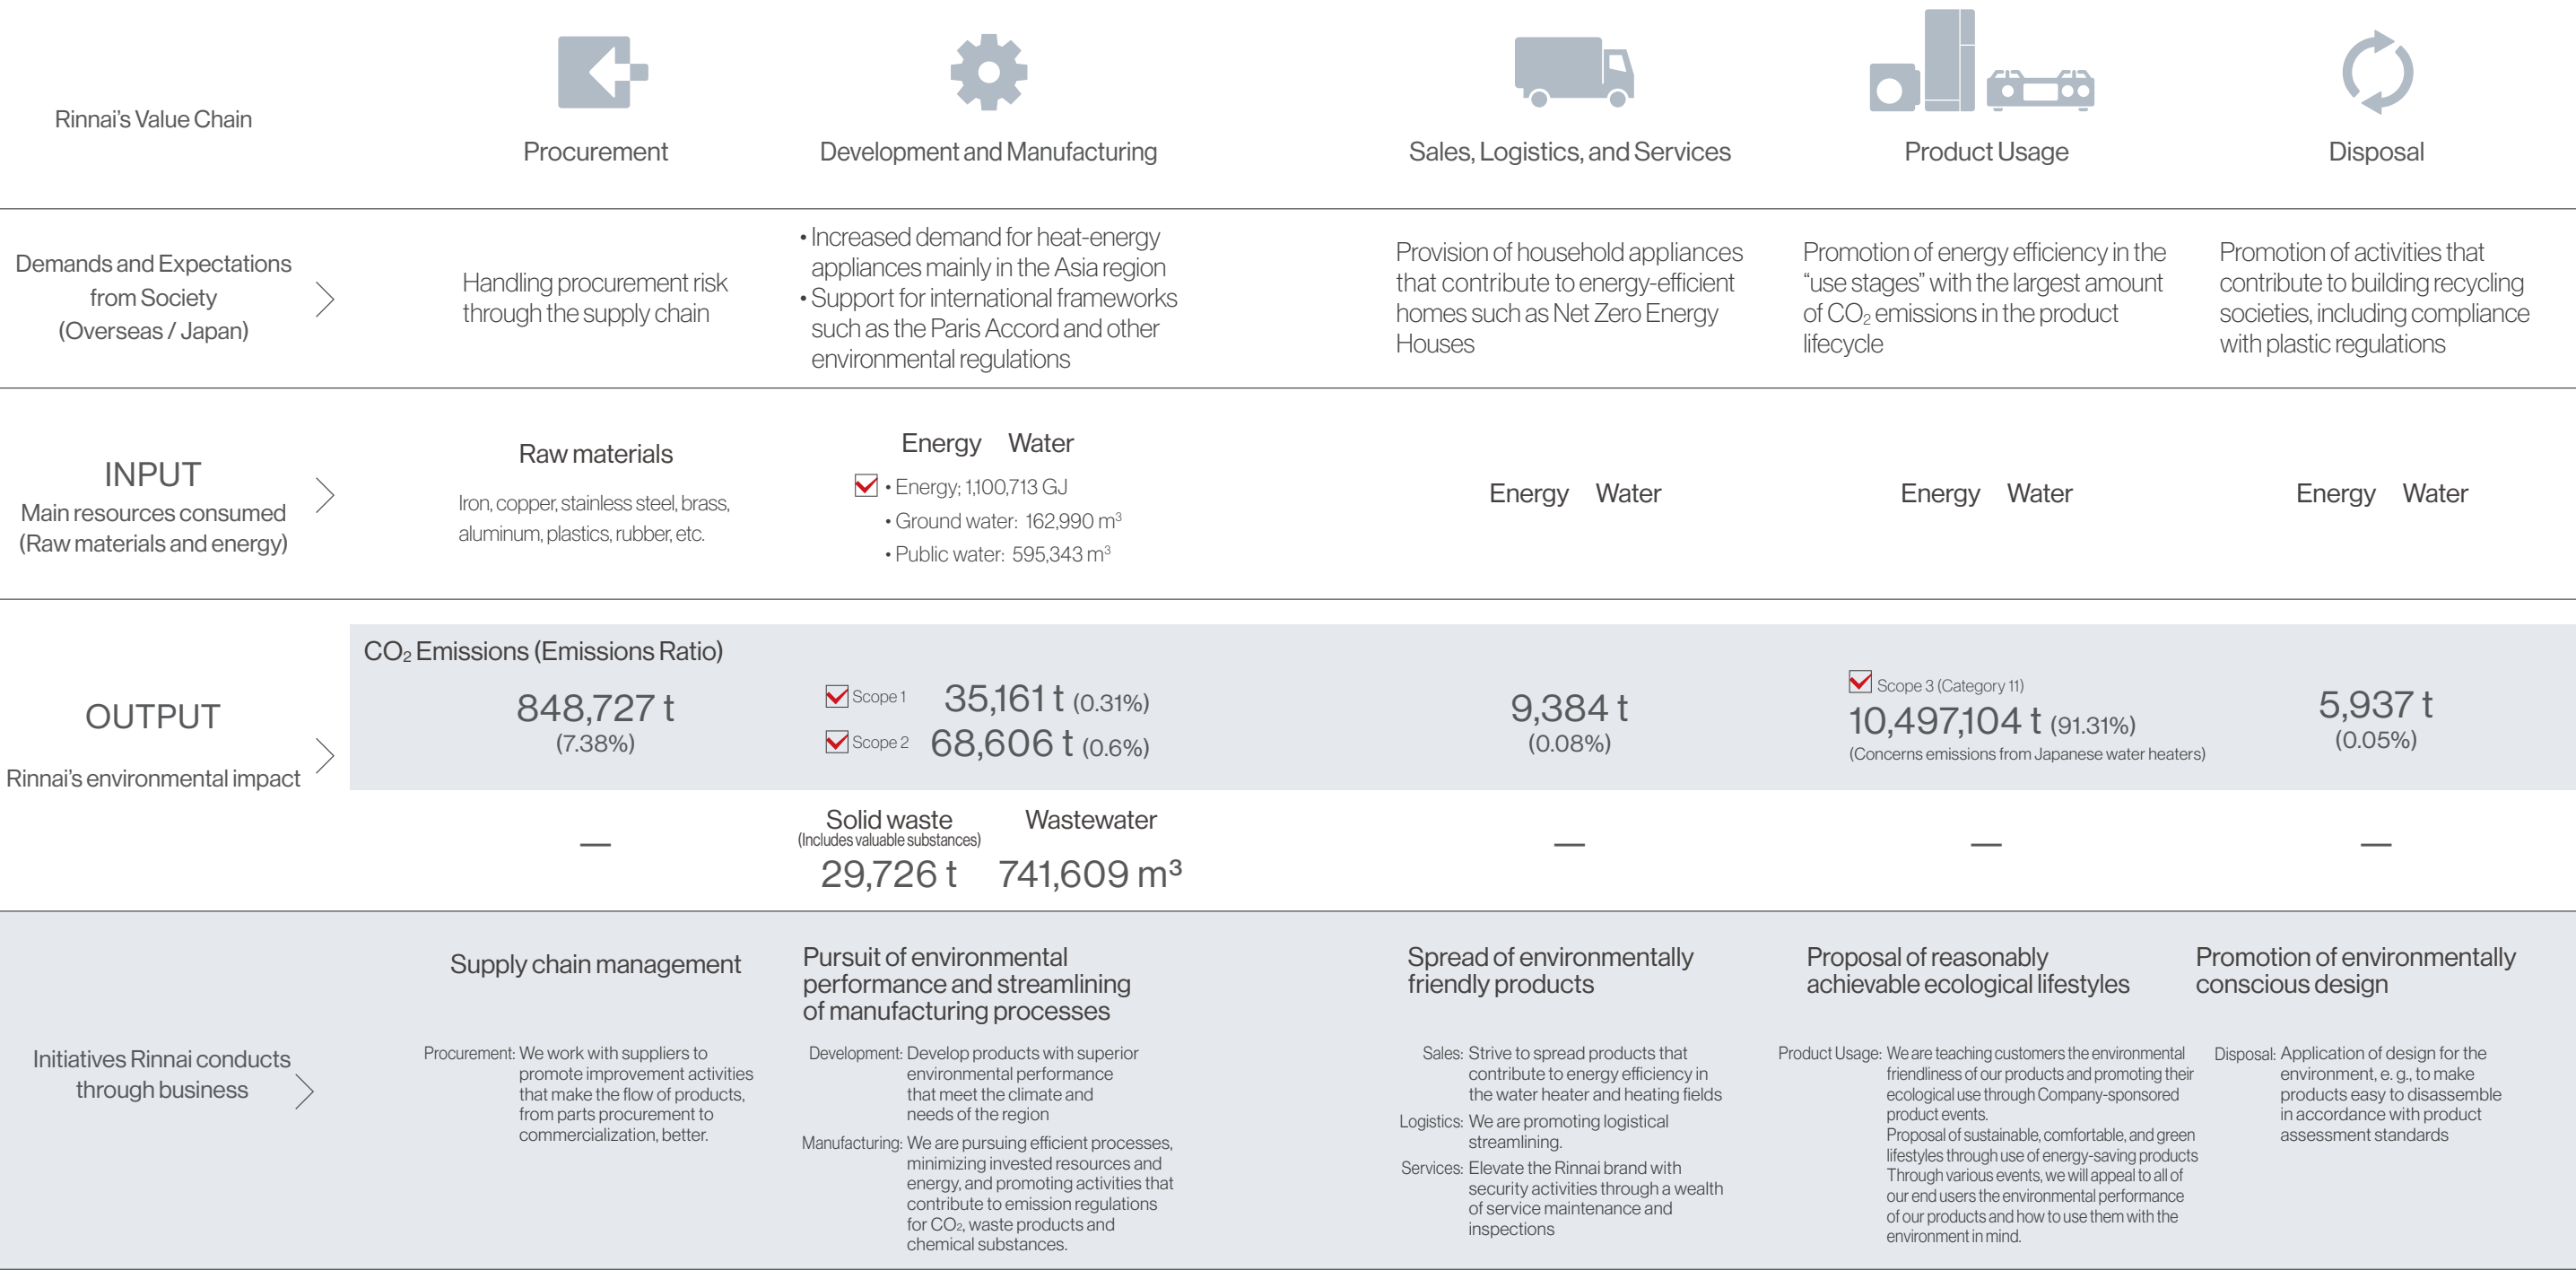 Rinnai's Value Chain
Procurement
Development and Manufacturing
Sales, Logistics, and Services
Product Usage
Disposal
Demands and Expectations
from Society
(Overseas / Japan)
Handling procurement risk
through the supply chain
• Increased demand for heat-energy
appliances mainly in the Asia region
• Support for international frameworks
such as the Paris Accord and other
environmental regulations
Provision of household appliances
that contribute to energy-efficient
homes such as Net Zero Energy
Houses
Promotion of energy efficiency in the
“use stages” with the largest amount
of CO₂ emissions in the product
lifecycle
Promotion of activities that
contribute to building recycling
societies, including compliance
with plastic regulations
INPUT
Main resources consumed
(Raw materials and energy)
Raw materials
Iron, copper, stainless steel, brass,
aluminum, plastics, rubber, etc.
Energy Water
• Energy; 1,100,713 GJ
• Ground water: 162,990 m³
• Public water: 595,343 m³
Energy Water
Energy Water
Energy Water
OUTPUT
Rinnai's environmental impact
CO₂ Emissions (Emissions Ratio)
848,727 t
(7.38%)
Scope 1 35,161 t (0.31%)
Scope 2 68,606 t (0.6%)
9,384 t
(0.08%)
Scope 3 (Category 11)
10,497,104 t (91.31%)
(Concerns emissions from Japanese water heaters)
5,937 t
(0.05%)
—
Solid waste
(Includes valuable substances)
29,726 t
Wastewater
741,609 m³
—
—
—
Initiatives Rinnai conducts
through business
Supply chain management
Procurement: We work with suppliers to
promote improvement activities
that make the flow of products,
from parts procurement to
commercialization, better.
Pursuit of environmental
performance and streamlining
of manufacturing processes
Development: Develop products with superior
environmental performance
that meet the climate and
needs of the region
Manufacturing: We are pursuing efficient processes,
minimizing invested resources and
energy, and promoting activities that
contribute to emission regulations
for CO₂, waste products and
chemical substances.
Spread of environmentally
friendly products
Sales: Strive to spread products that
contribute to energy efficiency in
the water heater and heating fields
Logistics: We are promoting logistical
streamlining.
Services: Elevate the Rinnai brand with
security activities through a wealth
of service maintenance and
inspections
Proposal of reasonably
achievable ecological lifestyles
Product Usage: We are teaching customers the environmental
friendliness of our products and promoting their
ecological use through Company-sponsored
product events.
Proposal of sustainable, comfortable, and green
lifestyles through use of energy-saving products
Through various events, we will appeal to all of
our end users the environmental performance
of our products and how to use them with the
environment in mind.
Promotion of environmentally
conscious design
Disposal: Application of design for the
environment, e. g., to make
products easy to disassemble
in accordance with product
assessment standards